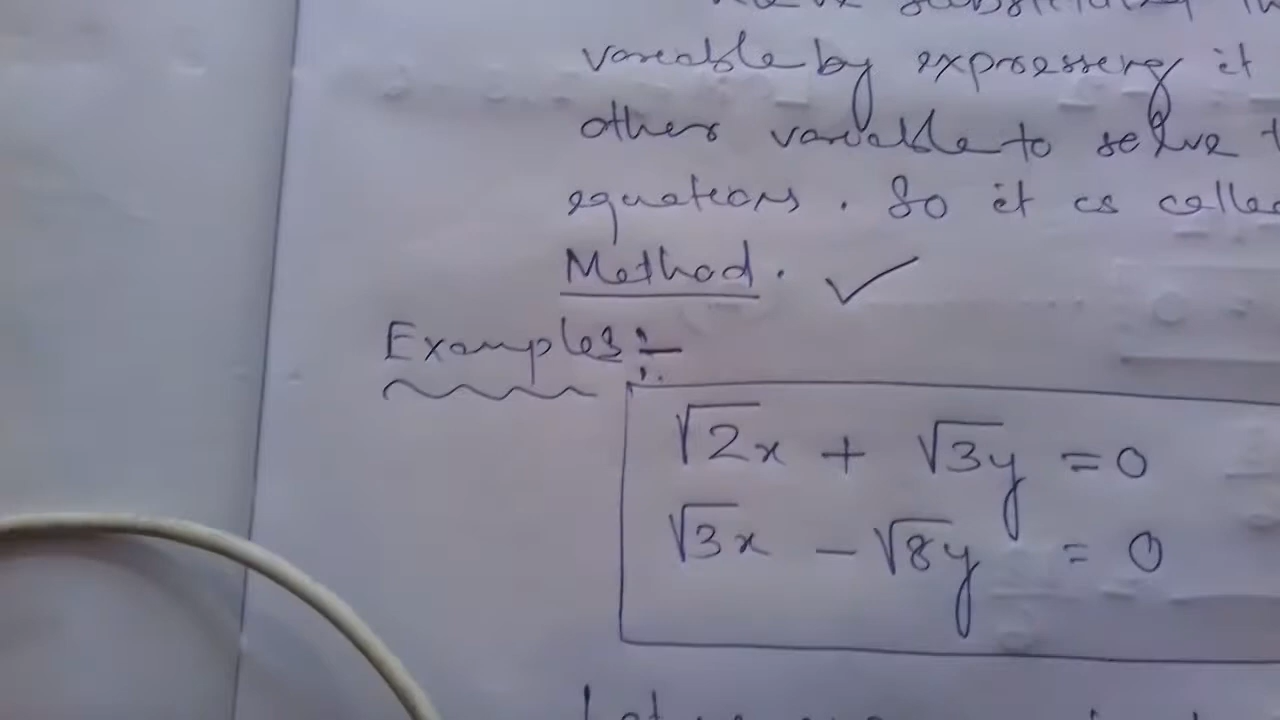 variable by expressing it
other variable to solve
equations. So it is called
Method. ✓
Examples:-
√2x + √3y = 0
√3x - √8y = 0